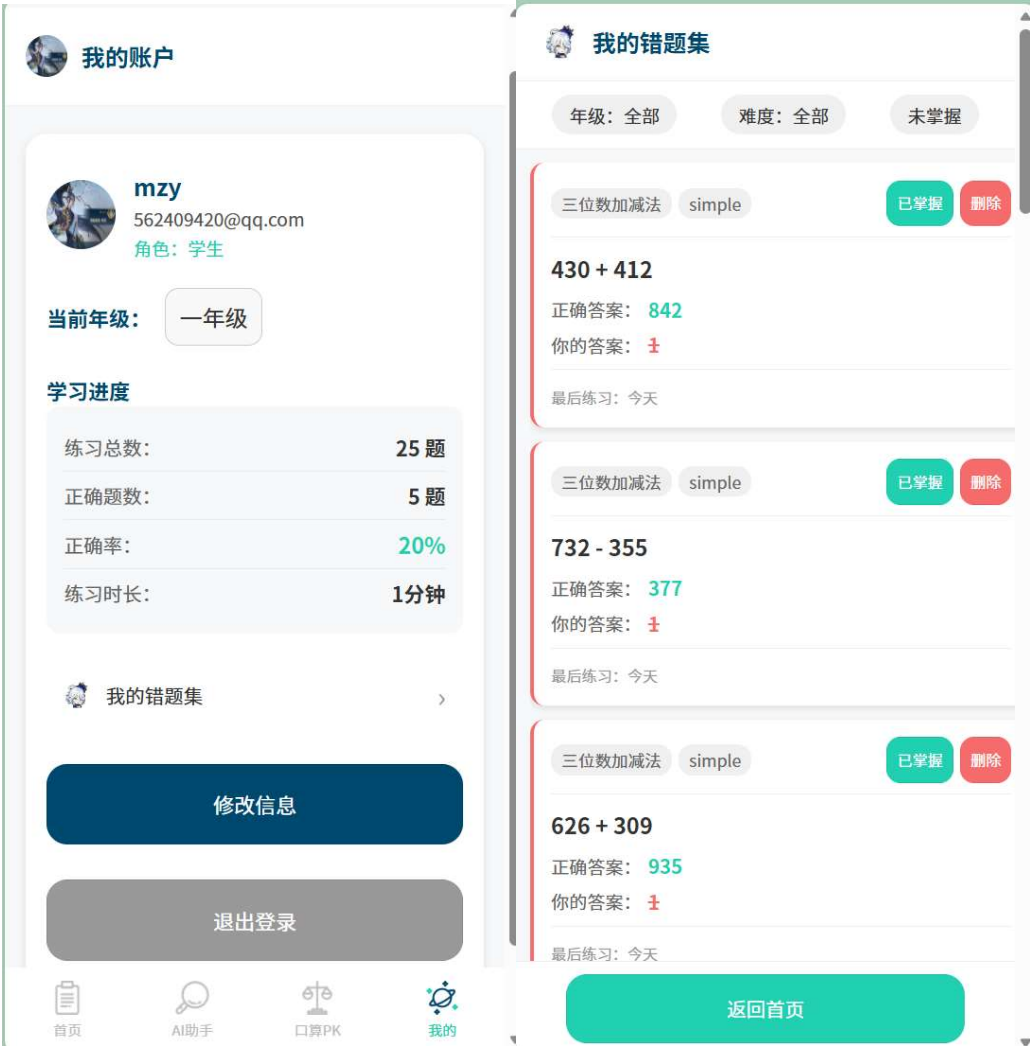 我的账户
mzy
562409420@qq.com
角色：学生
当前年级： 一年级
学习进度
练习总数： 25 题
正确题数： 5 题
正确率： 20%
练习时长： 1分钟
我的错题集 ›
修改信息
退出登录
首页 AI助手 口算PK 我的
我的错题集
年级：全部 难度：全部 未掌握
三位数加减法 simple 已掌握 删除
430 + 412
正确答案： 842
你的答案： 1
最后练习：今天
三位数加减法 simple 已掌握 删除
732 - 355
正确答案： 377
你的答案： 1
最后练习：今天
三位数加减法 simple 已掌握 删除
626 + 309
正确答案： 935
你的答案： 1
最后练习：今天
返回首页